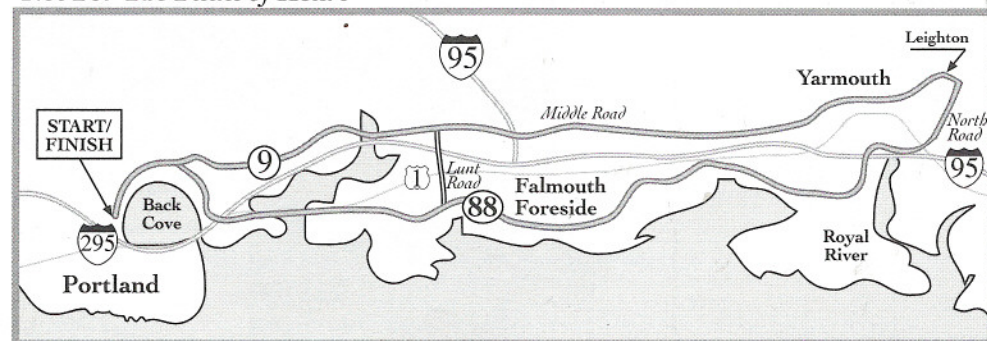 95
Leighton
Yarmouth
START/
FINISH
Middle Road
North
Road
9
1
Lunt
Road
95
Falmouth
Foreside
88
Back
Cove
295
Royal
River
Portland